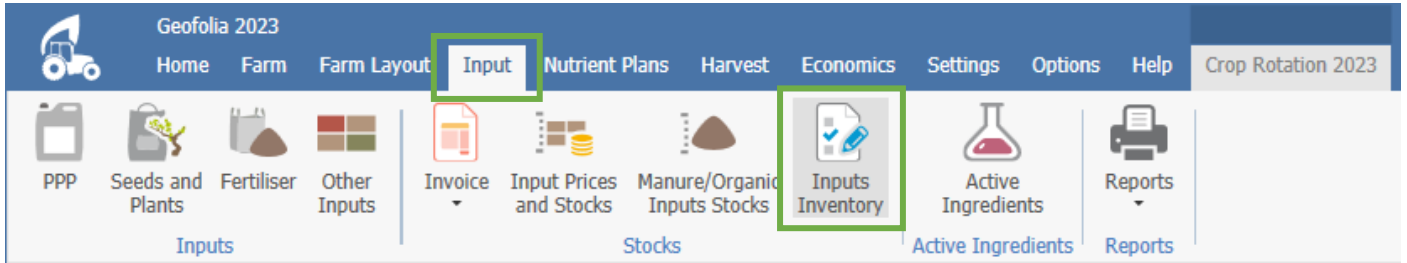 Geofolia 2023
Home Farm Farm Layout Input Nutrient Plans Harvest Economics Settings Options Help Crop Rotation 2023
PPP Seeds and Fertiliser Other Invoice Input Prices Manure/Organic Inputs Active Reports
Plants Inputs and Stocks Inputs Stocks Inventory Ingredients
Inputs Stocks Active Ingredients Reports